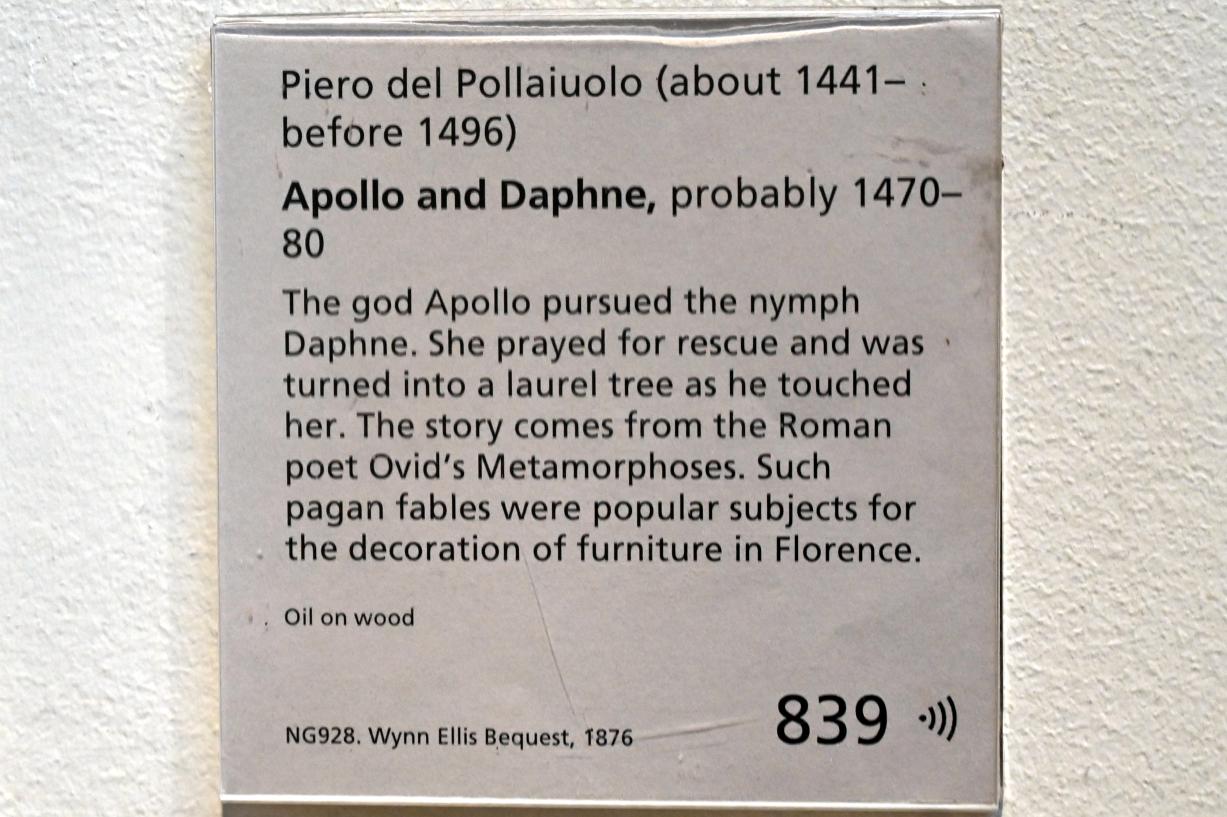 Piero del Pollaiuolo (about 1441–
before 1496)
Apollo and Daphne, probably 1470–
80
The god Apollo pursued the nymph
Daphne. She prayed for rescue and was
turned into a laurel tree as he touched
her. The story comes from the Roman
poet Ovid's Metamorphoses. Such
pagan fables were popular subjects for
the decoration of furniture in Florence.
Oil on wood
NG928. Wynn Ellis Bequest, 1876
839